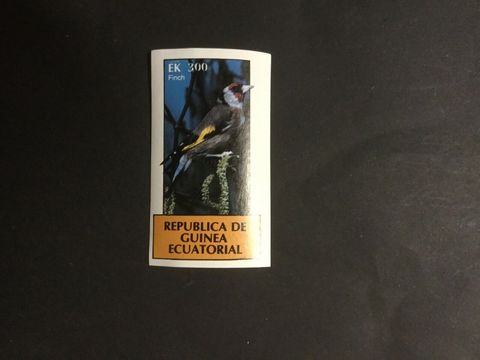 EK 300
Finch
REPUBLICA DE
GUINEA
ECUATORIAL